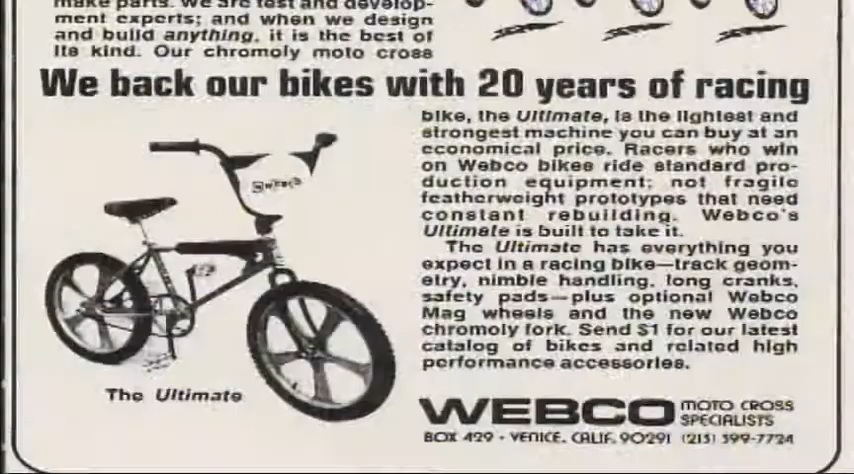 make parts. We are test and develop-
ment experts; and when we design
and build anything, it is the best of
its kind. Our chromoly moto cross
We back our bikes with 20 years of racing
bike, the Ultimate, is the lightest and
strongest machine you can buy at an
economical price. Racers who win
on Webco bikes ride standard pro-
duction equipment; not fragile
featherweight prototypes that need
constant rebuilding. Webco's
Ultimate is built to take it.
The Ultimate has everything you
expect in a racing bike—track geom-
etry, nimble handling, long cranks,
safety pads—plus optional Webco
Mag wheels and the new Webco
chromoly fork. Send $1 for our latest
catalog of bikes and related high
performance accessories.
Webco
The Ultimate
WEBCO MOTO CROSS
SPECIALISTS
BOX 429 • VENICE, CALIF. 90291 (213) 399-7724